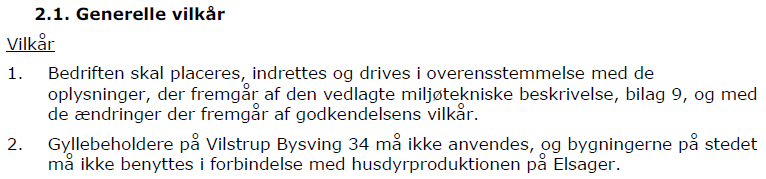 2.1. Generelle vilkår
Vilkår
1. Bedriften skal placeres, indrettes og drives i overensstemmelse med de
oplysninger, der fremgår af den vedlagte miljøtekniske beskrivelse, bilag 9, og med
de ændringer der fremgår af godkendelsens vilkår.
2. Gyllebeholdere på Vilstrup Bysving 34 må ikke anvendes, og bygningerne på stedet
må ikke benyttes i forbindelse med husdyrproduktionen på Elsager.